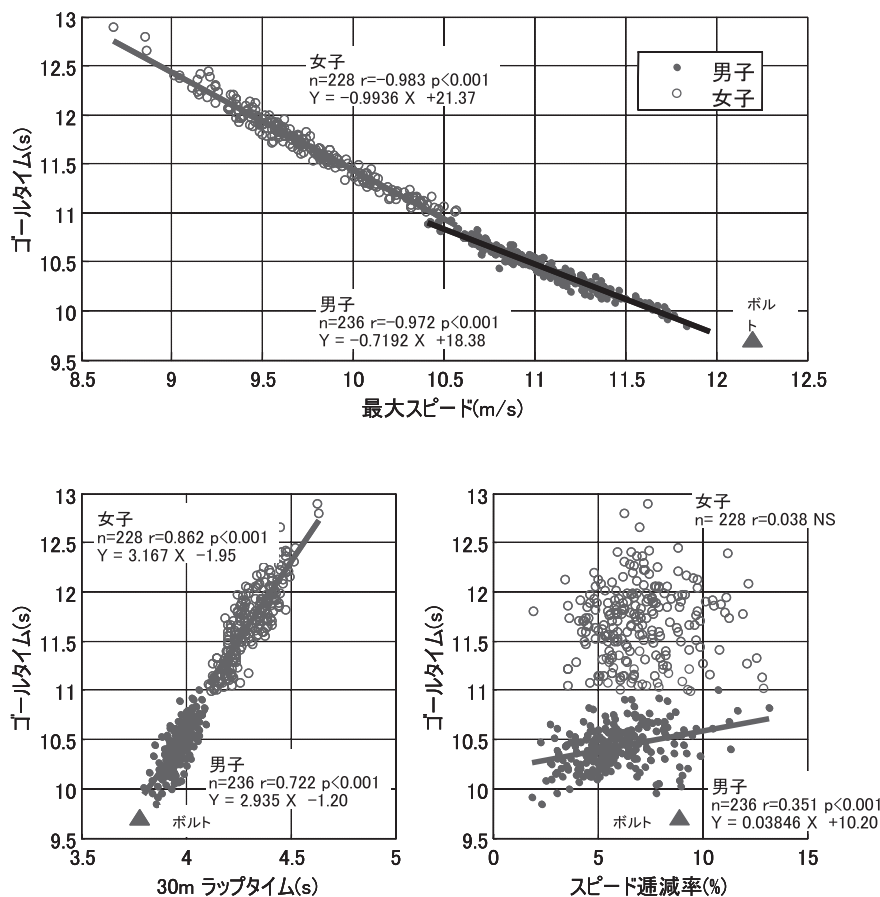 13
12.5
12
11.5
11
10.5
10
9.5
ゴールタイム(s)
女子
n=228 r=−0.983 p<0.001
Y = −0.9936 X +21.37
男子
女子
男子
n=236 r=−0.972 p<0.001
Y = −0.7192 X +18.38
ボル
ト
8.5 9 9.5 10 10.5 11 11.5 12 12.5
最大スピード(m/s)
13
12.5
12
11.5
11
10.5
10
9.5
ゴールタイム(s)
女子
n=228 r=0.862 p<0.001
Y = 3.167 X −1.95
男子
n=236 r=0.722 p<0.001
Y = 2.935 X −1.20
ボルト
3.5 4 4.5 5
30m ラップタイム(s)
13
12.5
12
11.5
11
10.5
10
9.5
ゴールタイム(s)
女子
n= 228 r=0.038 NS
男子
n=236 r=0.351 p<0.001
Y = 0.03846 X +10.20
ボルト
0 5 10 15
スピード逓減率(%)